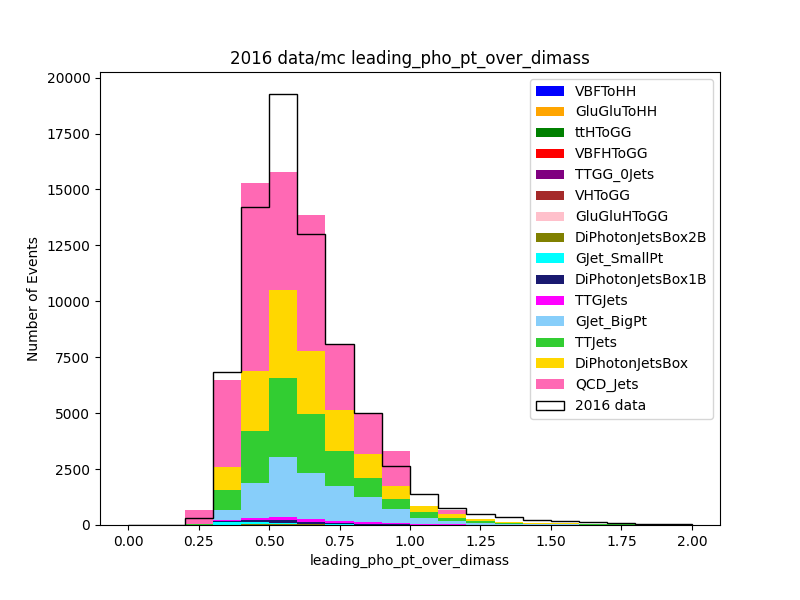 2016 data/mc leading_pho_pt_over_dimass
Number of Events
20000
17500
15000
12500
10000
7500
5000
2500
0
0.00 0.25 0.50 0.75 1.00 1.25 1.50 1.75 2.00
leading_pho_pt_over_dimass
VBFToHH
GluGluToHH
ttHToGG
VBFHToGG
TTGG_0Jets
VHToGG
GluGluHToGG
DiPhotonJetsBox2B
GJet_SmallPt
DiPhotonJetsBox1B
TTGJets
GJet_BigPt
TTJets
DiPhotonJetsBox
QCD_Jets
2016 data